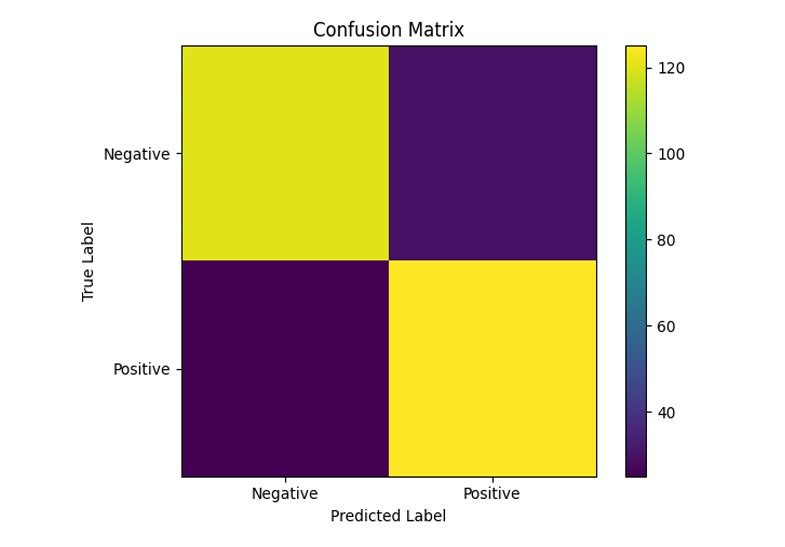 Confusion Matrix
Negative
Positive
True Label
Negative Positive
Predicted Label
120
100
80
60
40